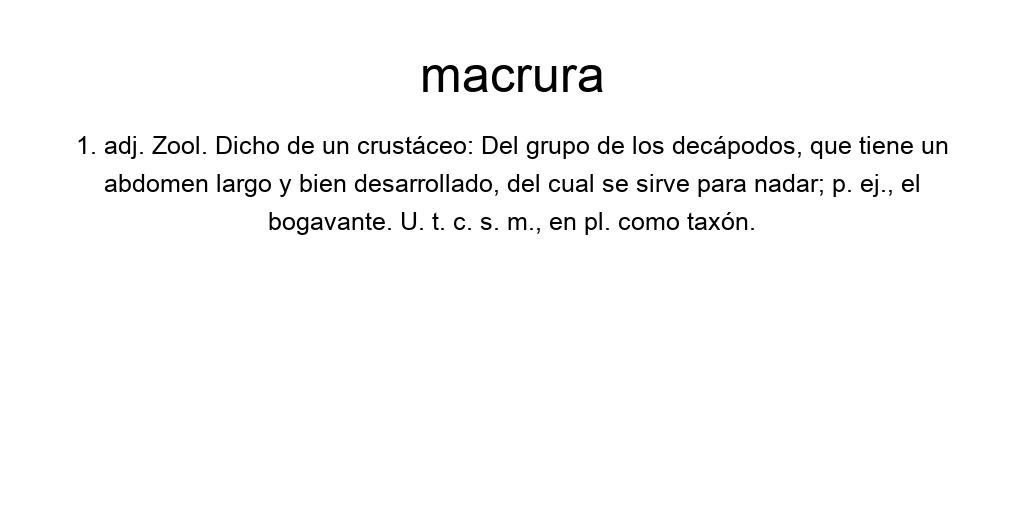 macrura
1. adj. Zool. Dicho de un crustáceo: Del grupo de los decápodos, que tiene un
abdomen largo y bien desarrollado, del cual se sirve para nadar; p. ej., el
bogavante. U. t. c. s. m., en pl. como taxón.